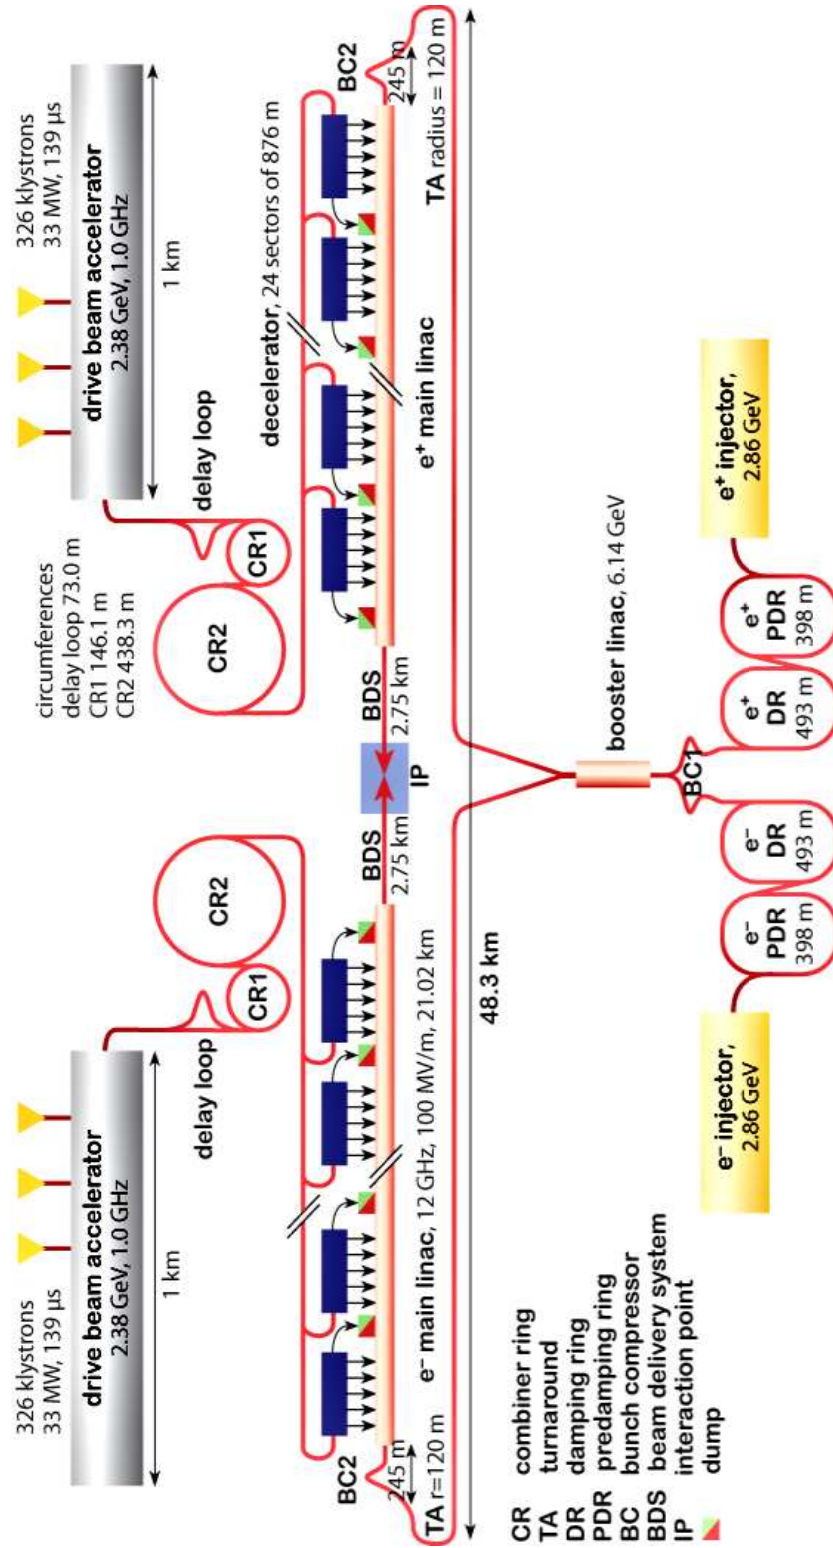 326 klystrons
33 MW, 139 µs
drive beam accelerator
2.38 GeV, 1.0 GHz
1 km
delay loop
CR1
CR2
circumferences
delay loop 73.0 m
CR1 146.1 m
CR2 438.3 m
326 klystrons
33 MW, 139 µs
drive beam accelerator
2.38 GeV, 1.0 GHz
1 km
delay loop
CR1
CR2
decelerator, 24 sectors of 876 m
BC2
245 m
TA r=120 m
e⁻ main linac, 12 GHz, 100 MV/m, 21.02 km
BDS
2.75 km
IP
BDS
2.75 km
e⁺ main linac
BC2
245 m
TA radius = 120 m
48.3 km
booster linac, 6.14 GeV
BC1
e⁻ injector,
2.86 GeV
e⁻
PDR
398 m
e⁻
DR
493 m
e⁺
DR
493 m
e⁺
PDR
398 m
e⁺ injector,
2.86 GeV
CR combiner ring
TA turnaround
DR damping ring
PDR predamping ring
BC bunch compressor
BDS beam delivery system
IP interaction point
dump